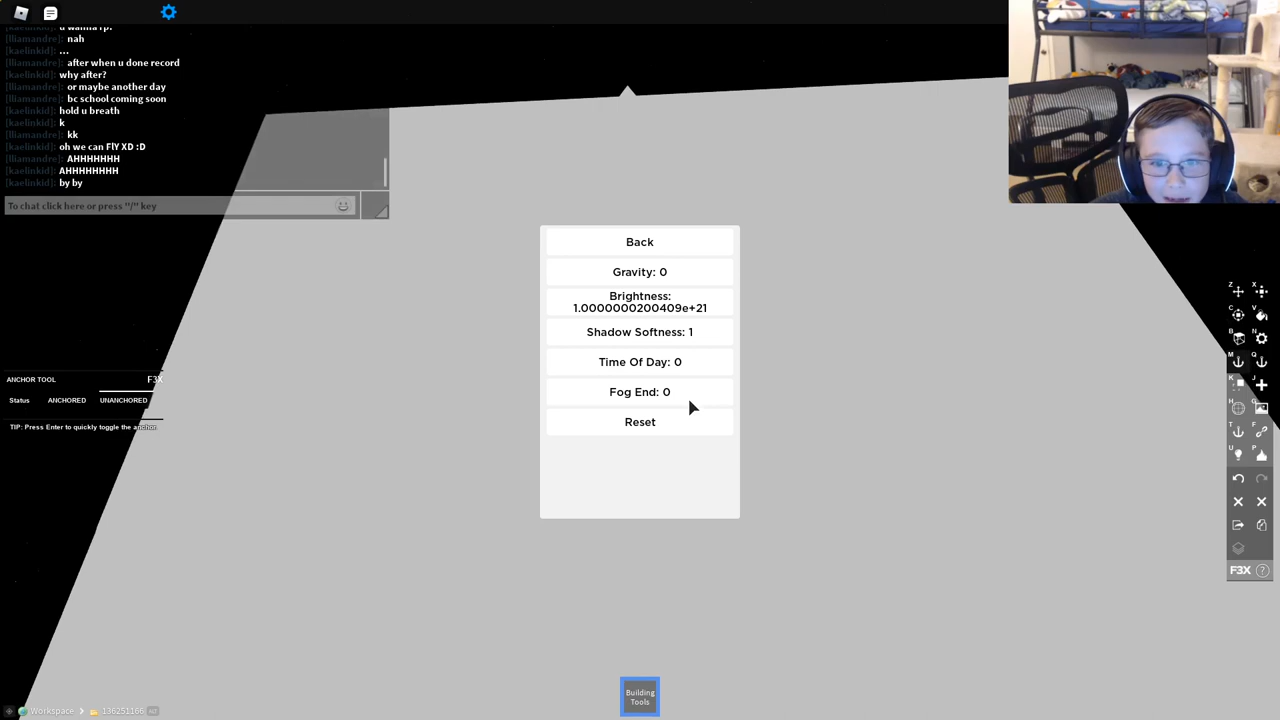 [kaelinkid]: u wanna rp?
[lliamandre]: nah
[kaelinkid]: ...
[lliamandre]: after when u done record
[kaelinkid]: why after?
[lliamandre]: or maybe another day
[lliamandre]: bc school coming soon
[kaelinkid]: hold u breath
[kaelinkid]: k
[lliamandre]: kk
[kaelinkid]: oh we can FlY XD :D
[lliamandre]: AHHHHHHH
[kaelinkid]: AHHHHHHHH
[kaelinkid]: by by
To chat click here or press "/" key
Back
Gravity: 0
Brightness:
1.0000000200409e+21
Shadow Softness: 1
Time Of Day: 0
Fog End: 0
Reset
ANCHOR TOOL F3X
Status ANCHORED UNANCHORED
TIP: Press Enter to quickly toggle the anchor.
Z X
C V
B N
M Q
K J
H G
T F
U P
F3X ?
Building
Tools
Workspace 136251166